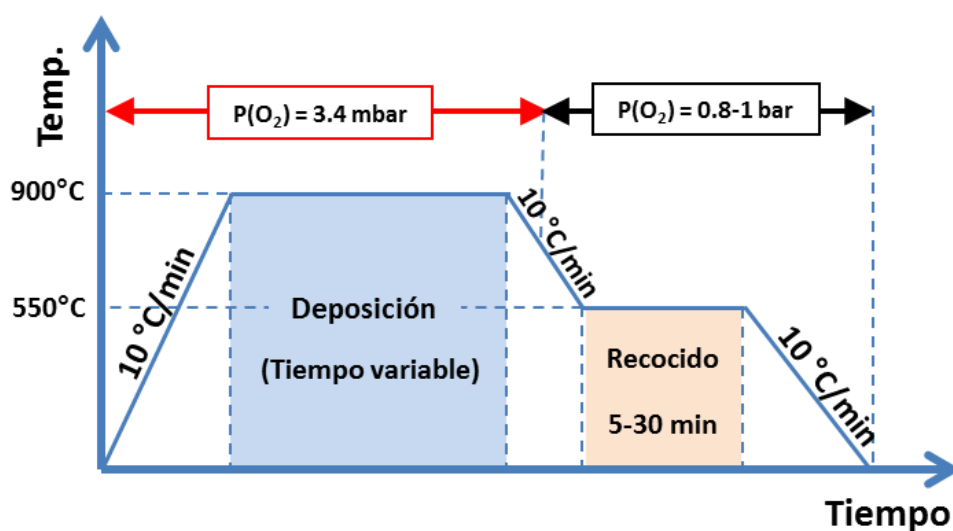 Temp.
P(O₂) = 3.4 mbar
P(O₂) = 0.8-1 bar
900°C
10 °C/min
10 °C/min
550°C
Deposición
(Tiempo variable)
Recocido
5-30 min
10 °C/min
Tiempo